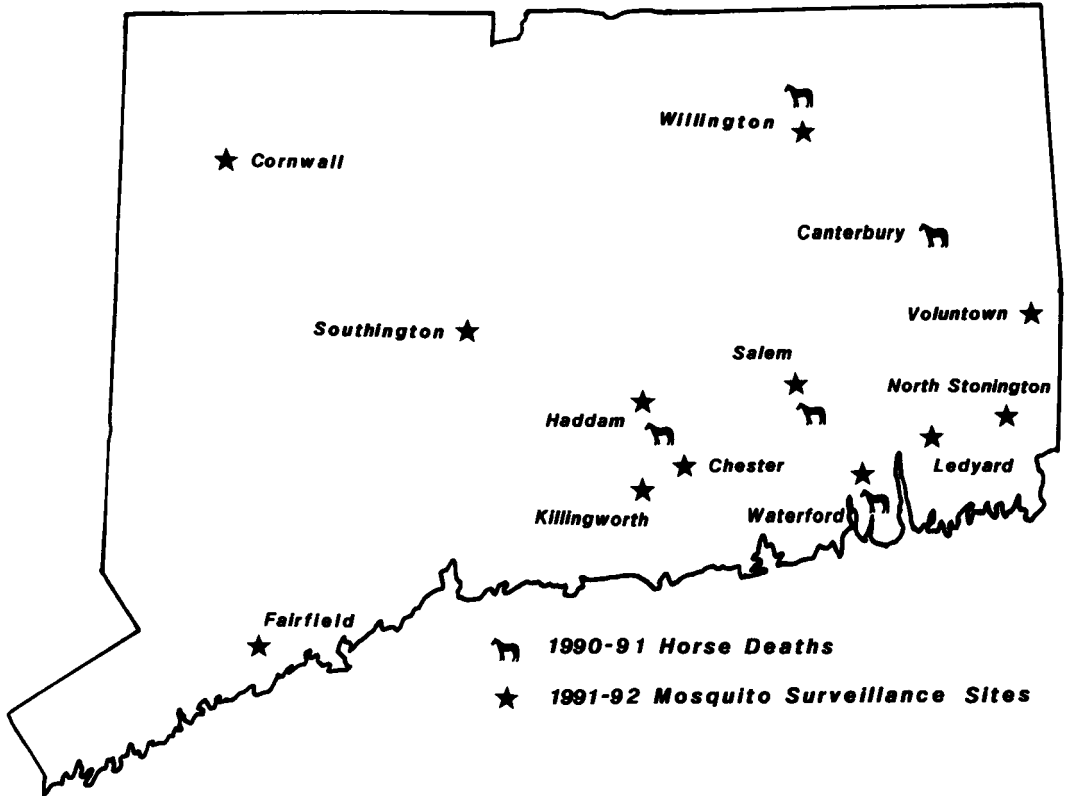 Willington
Cornwall
Canterbury
Voluntown
Southington
Salem
North Stonington
Haddam
Chester
Ledyard
Killingworth
Waterford
Fairfield
1990-91 Horse Deaths
1991-92 Mosquito Surveillance Sites